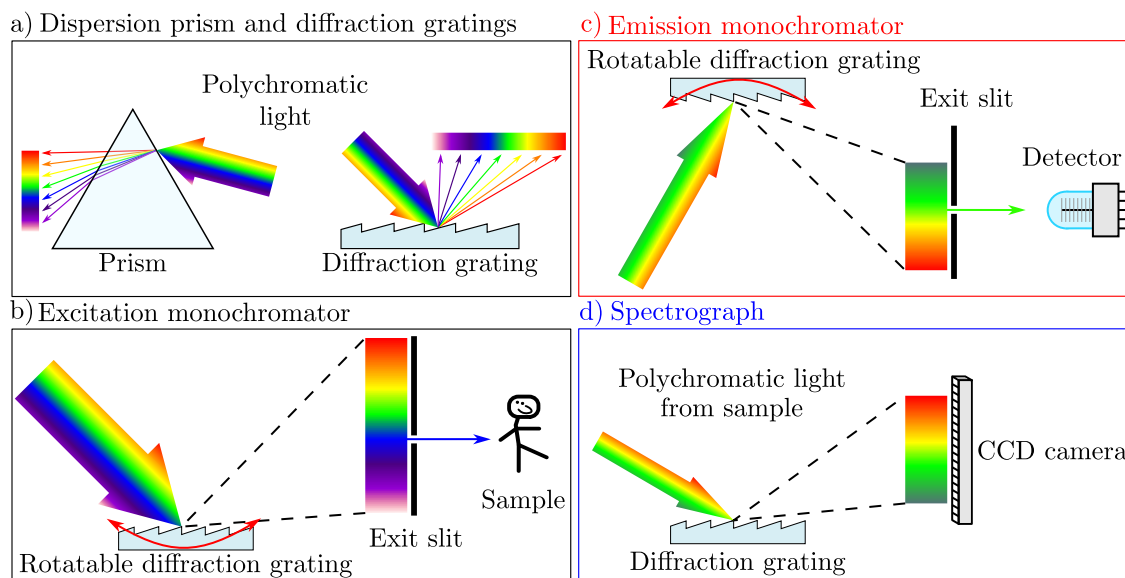 a) Dispersion prism and diffraction gratings
Polychromatic
light
Prism
Diffraction grating
b) Excitation monochromator
Sample
Exit slit
Rotatable diffraction grating
c) Emission monochromator
Rotatable diffraction grating
Exit slit
Detector
d) Spectrograph
Polychromatic light
from sample
CCD camera
Diffraction grating